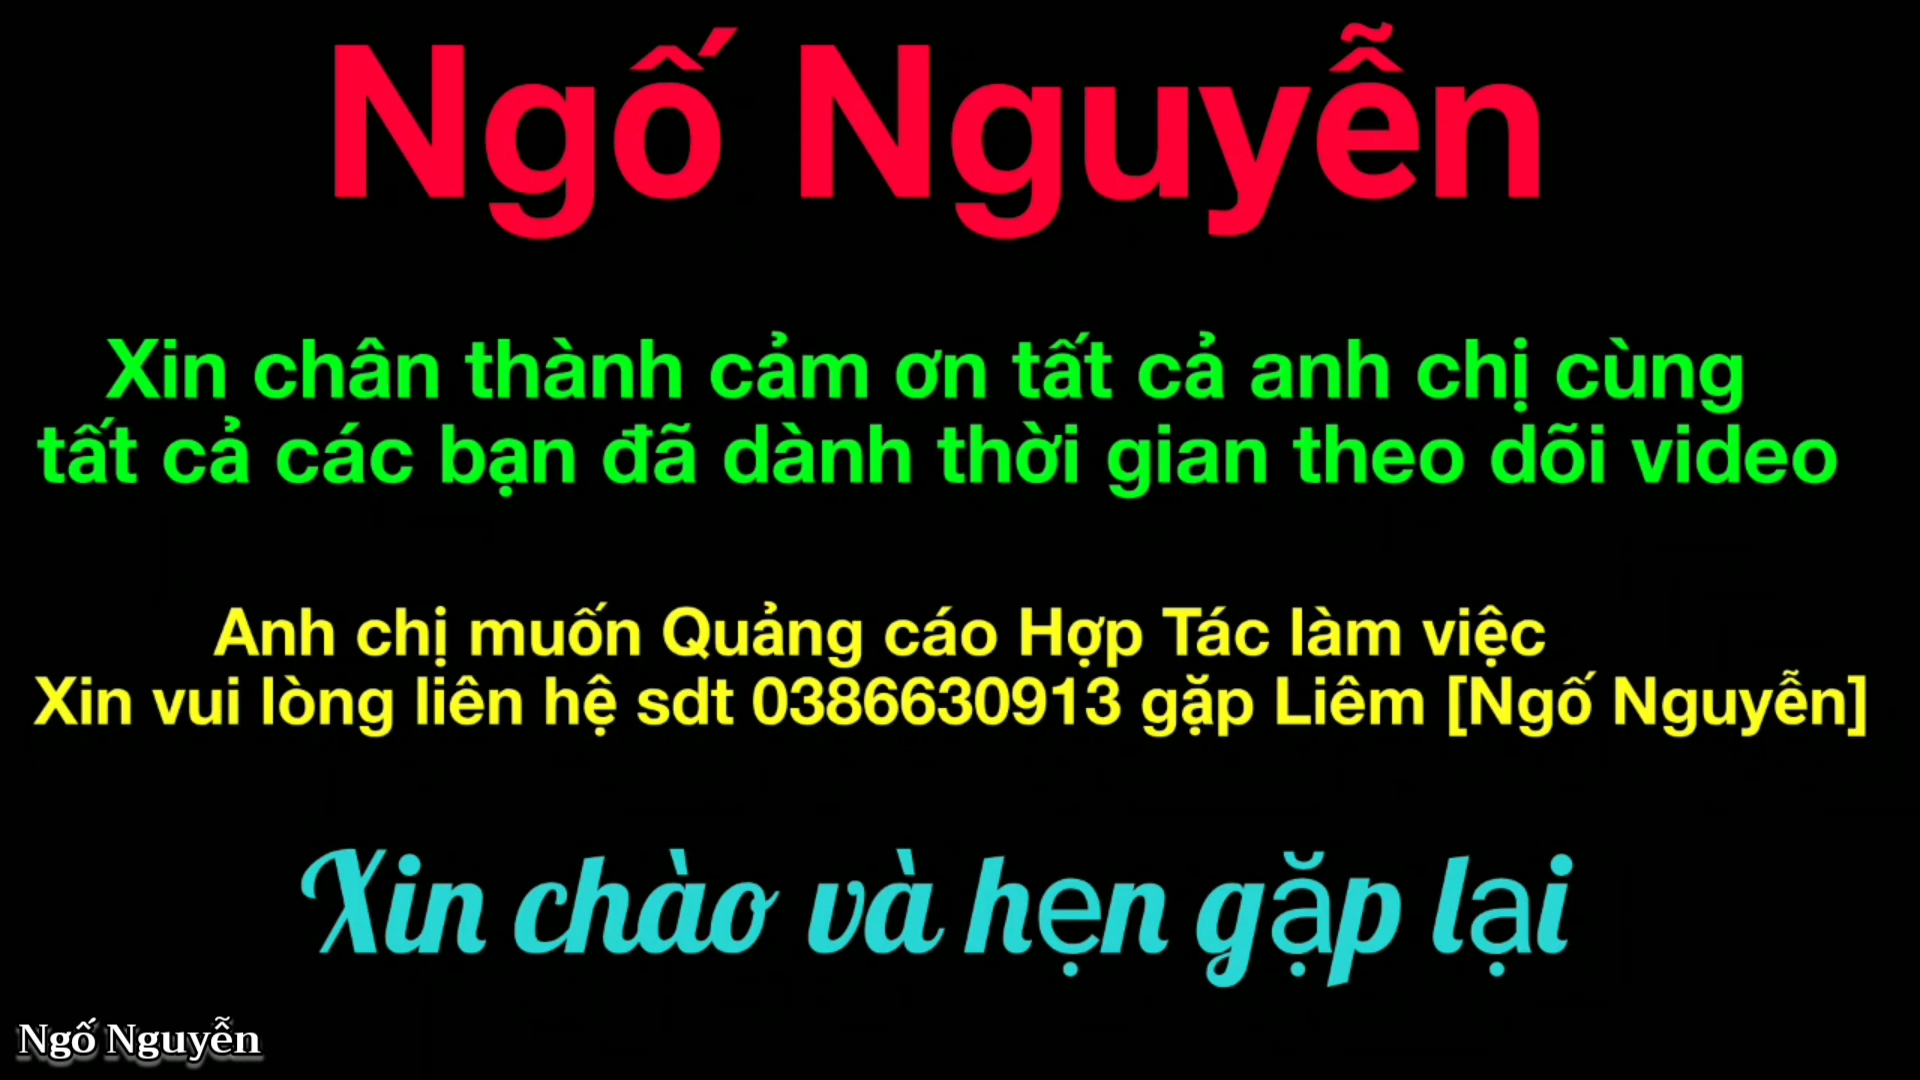 Ngố Nguyễn
Xin chân thành cảm ơn tất cả anh chị cùng
tất cả các bạn đã dành thời gian theo dõi video
Anh chị muốn Quảng cáo Hợp Tác làm việc
Xin vui lòng liên hệ sdt 0386630913 gặp Liêm [Ngố Nguyễn]
Xin chào và hẹn gặp lại
Ngố Nguyễn